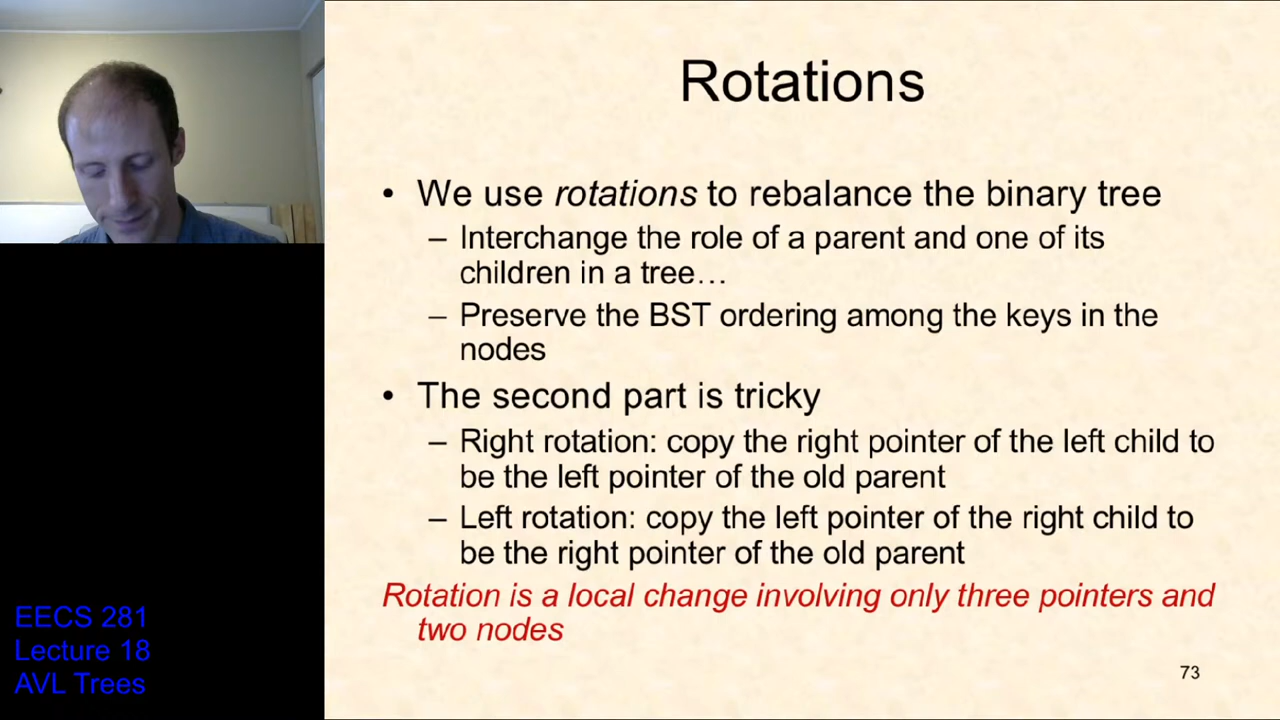 Rotations
• We use rotations to rebalance the binary tree
– Interchange the role of a parent and one of its
children in a tree…
– Preserve the BST ordering among the keys in the
nodes
• The second part is tricky
– Right rotation: copy the right pointer of the left child to
be the left pointer of the old parent
– Left rotation: copy the left pointer of the right child to
be the right pointer of the old parent
Rotation is a local change involving only three pointers and
two nodes
73
EECS 281
Lecture 18
AVL Trees